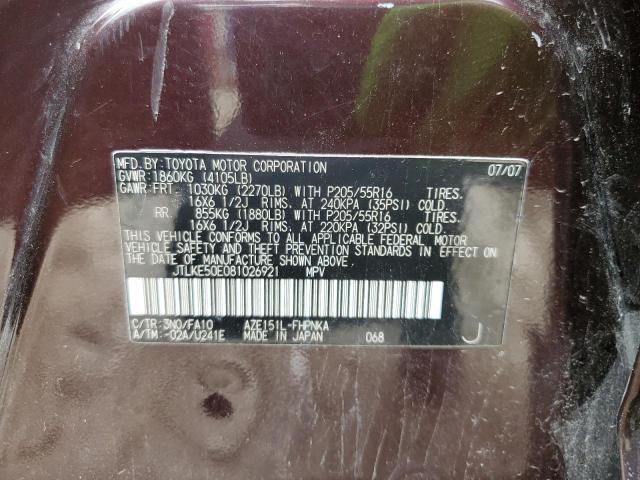 MFD.BY:TOYOTA MOTOR CORPORATION 07/07
GVWR:1860KG (4105LB)
GAWR:FRT. 1030KG (2270LB) WITH P205/55R16 TIRES.
16X6 1/2J RIMS. AT 240KPA (35PSI) COLD.
RR. 855KG (1880LB) WITH P205/55R16 TIRES.
16X6 1/2J RIMS. AT 220KPA (32PSI) COLD.
THIS VEHICLE CONFORMS TO ALL APPLICABLE FEDERAL MOTOR
VEHICLE SAFETY AND THEFT PREVENTION STANDARDS IN EFFECT ON
THE DATE OF MANUFACTURE SHOWN ABOVE.
JTLKE50E081026921 MPV
C/TR:3N0/FA10 AZE151L-FHPNKA
A/TM:-02A/U241E MADE IN JAPAN 068 J